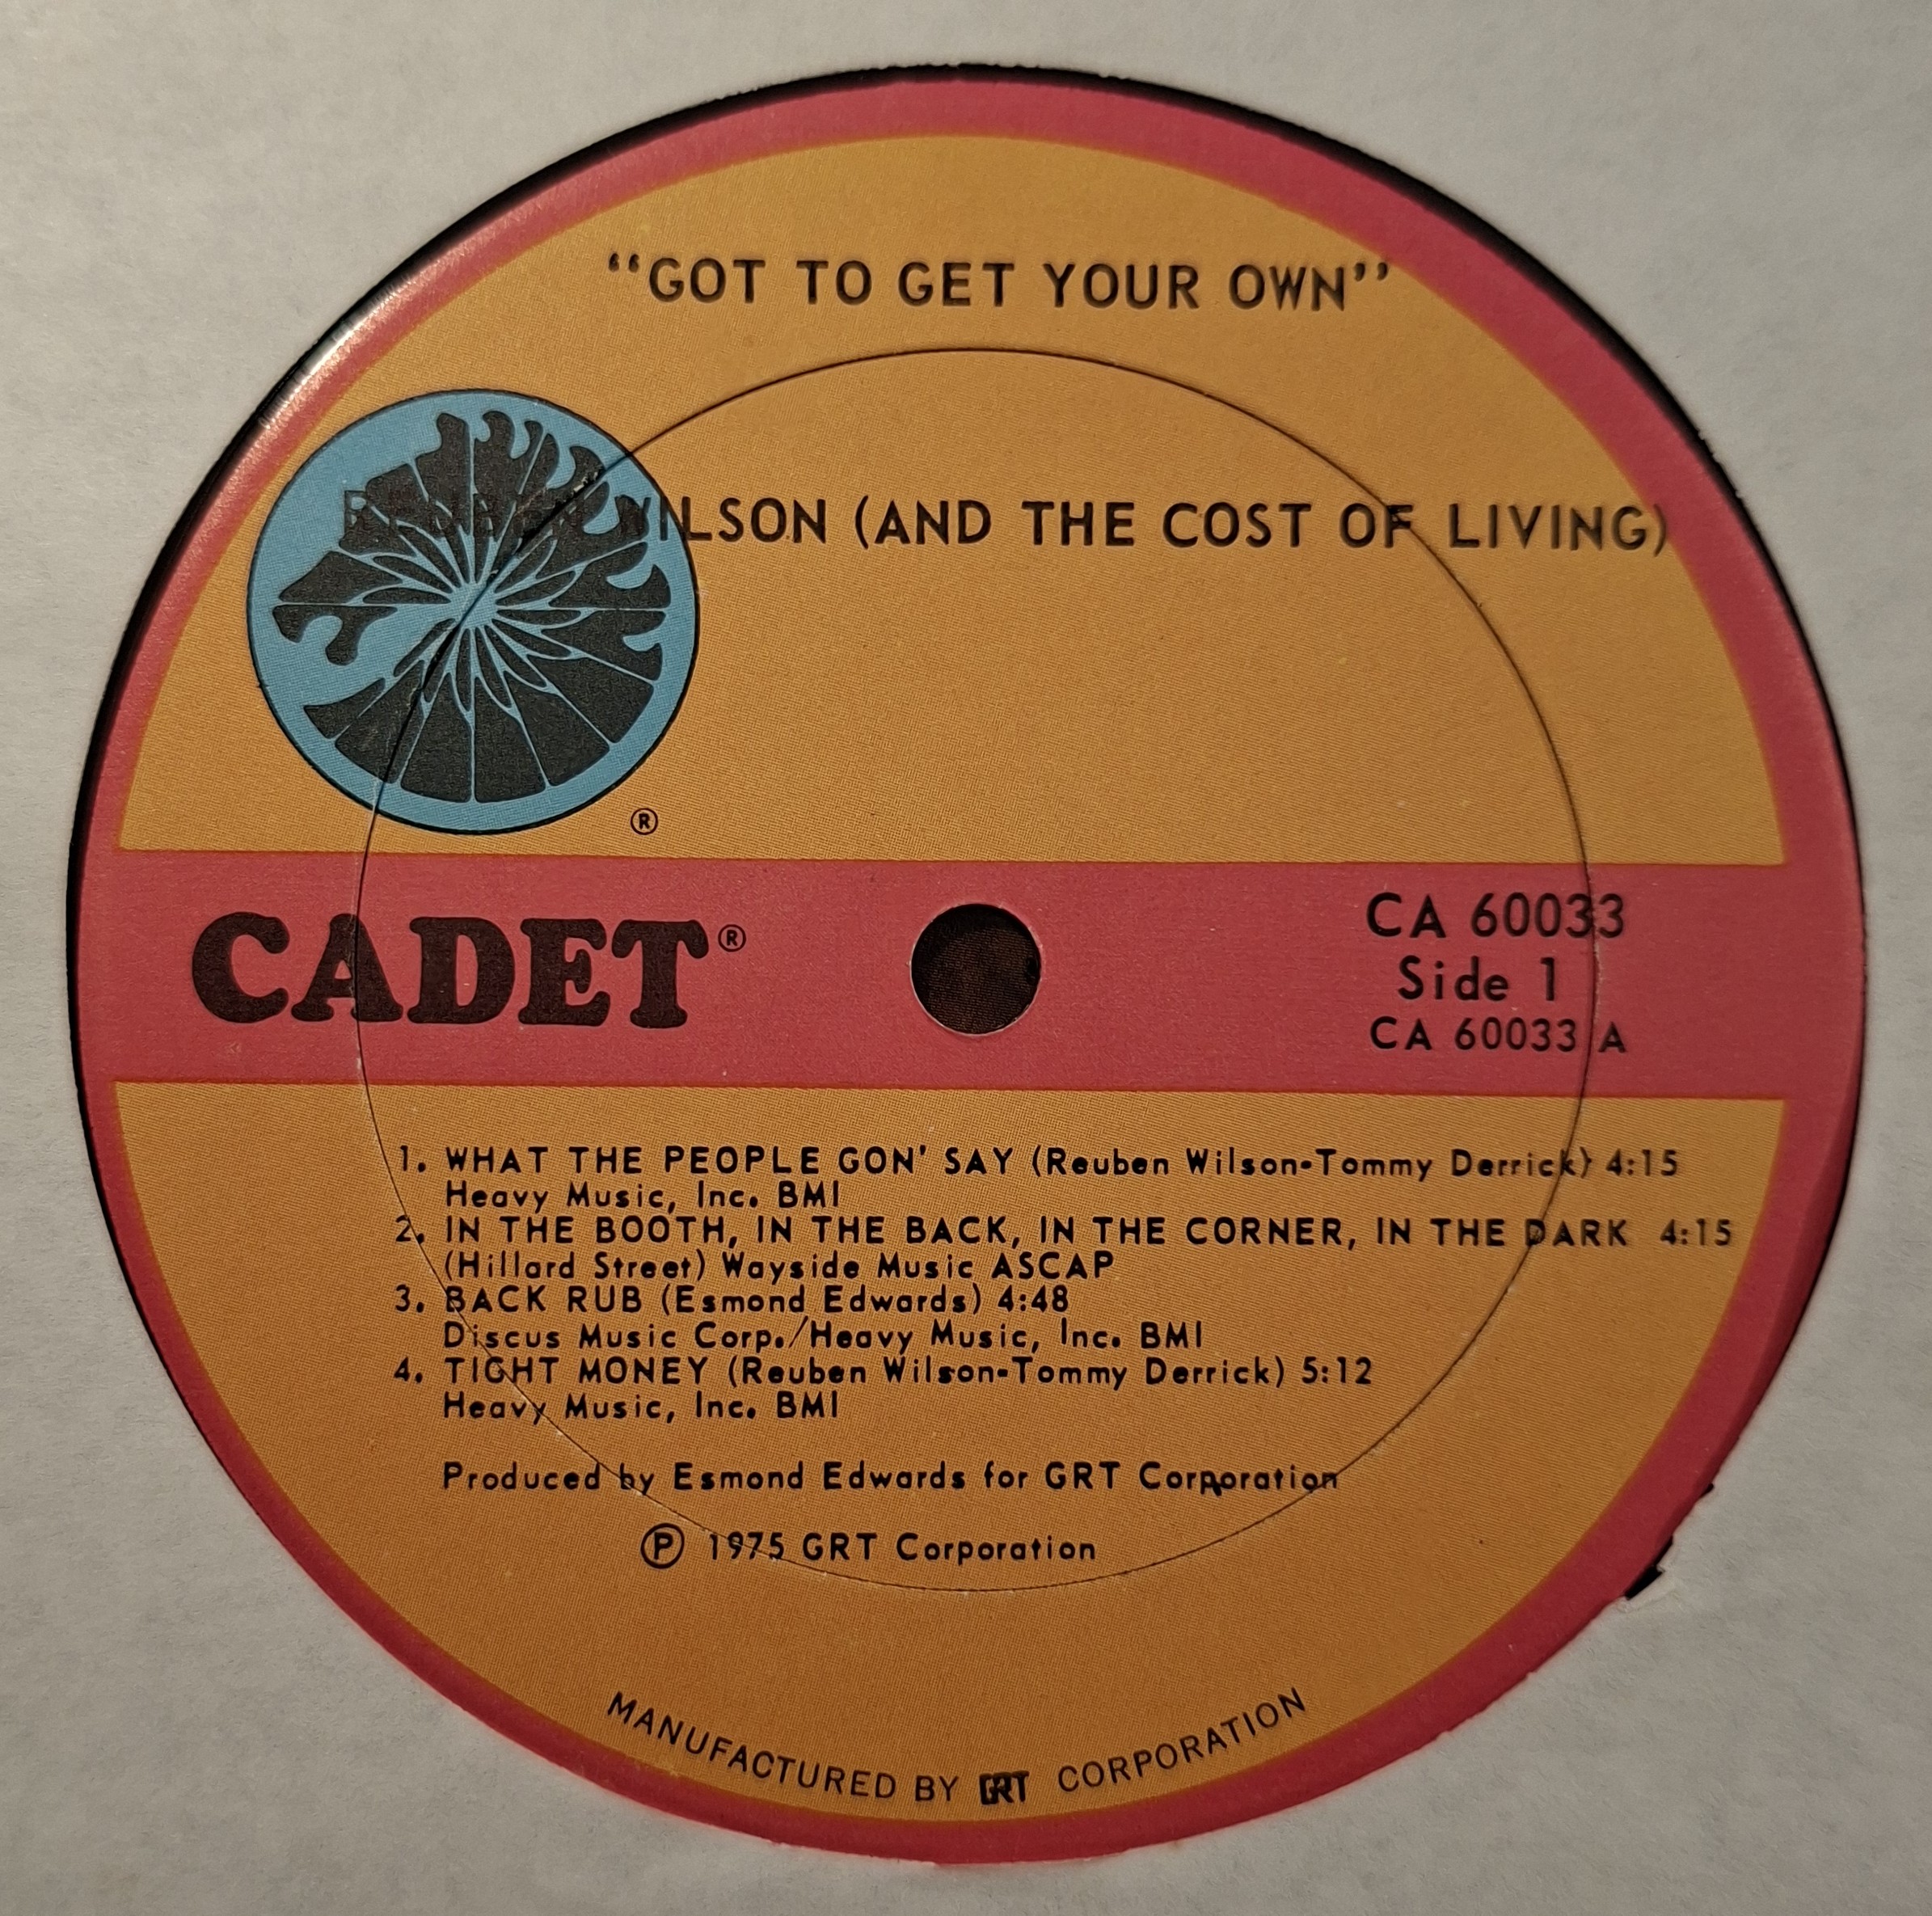 “GOT TO GET YOUR OWN”
REUBEN WILSON (AND THE COST OF LIVING)
®
CADET®
CA 60033
Side 1
CA 60033 A
1. WHAT THE PEOPLE GON' SAY (Reuben Wilson-Tommy Derrick) 4:15
Heavy Music, Inc. BMI
2. IN THE BOOTH, IN THE BACK, IN THE CORNER, IN THE DARK 4:15
(Hillard Street) Wayside Music ASCAP
3. BACK RUB (Esmond Edwards) 4:48
Discus Music Corp./Heavy Music, Inc. BMI
4. TIGHT MONEY (Reuben Wilson-Tommy Derrick) 5:12
Heavy Music, Inc. BMI
Produced by Esmond Edwards for GRT Corporation
℗ 1975 GRT Corporation
MANUFACTURED BY GRT CORPORATION